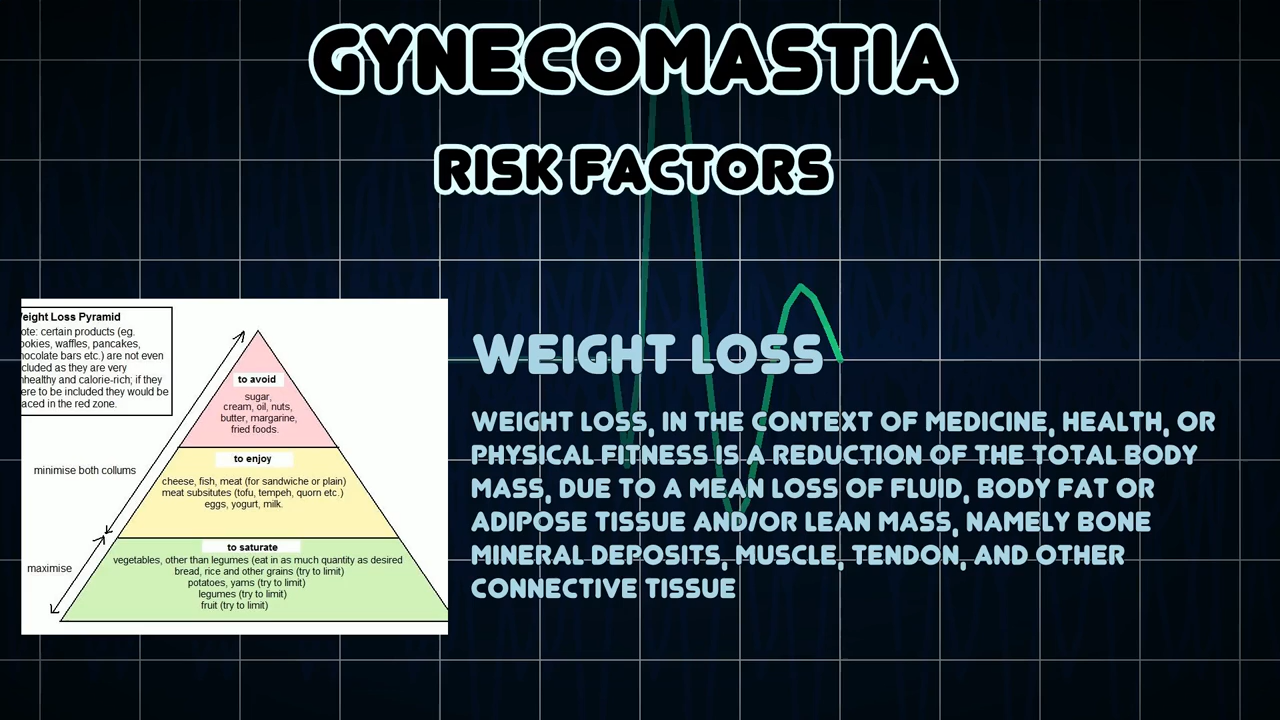 GYNECOMASTIA
RISK FACTORS
eight Loss Pyramid
ote: certain products (eg.
ookies, waffles, pancakes,
hocolate bars etc.) are not even
cluded as they are very
nhealthy and calorie-rich; if they
ere to be included they would be
aced in the red zone.
to avoid
sugar,
cream, oil, nuts,
butter, margarine,
fried foods.
minimise both collums
to enjoy
cheese, fish, meat (for sandwiche or plain)
meat subsitutes (tofu, tempeh, quorn etc.)
eggs, yogurt, milk.
maximise
to saturate
vegetables, other than legumes (eat in as much quantity as desired
bread, rice and other grains (try to limit)
potatoes, yams (try to limit)
legumes (try to limit)
fruit (try to limit)
WEIGHT LOSS
WEIGHT LOSS, IN THE CONTEXT OF MEDICINE, HEALTH, OR
PHYSICAL FITNESS IS A REDUCTION OF THE TOTAL BODY
MASS, DUE TO A MEAN LOSS OF FLUID, BODY FAT OR
ADIPOSE TISSUE AND/OR LEAN MASS, NAMELY BONE
MINERAL DEPOSITS, MUSCLE, TENDON, AND OTHER
CONNECTIVE TISSUE